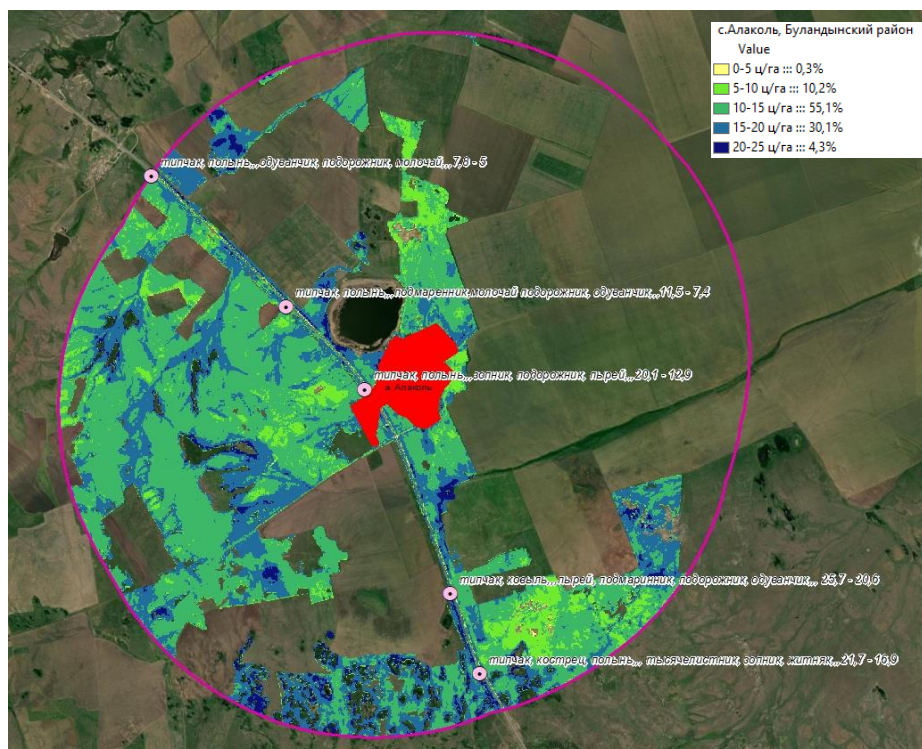 с.Алаколь, Буландынский район
Value
0-5 ц/га ::: 0,3%
5-10 ц/га ::: 10,2%
10-15 ц/га ::: 55,1%
15-20 ц/га ::: 30,1%
20-25 ц/га ::: 4,3%
типчак, полынь,,,одуванчик, подорожник, молочай,,,7,8 - 5
типчак, полынь,,,подмаренник,молочай подорожник, одуванчик,,,11,5 - 7,4
типчак, полынь,,,зопник, подорожник, пырей,,,20,1 - 12,9
с. Алаколь
типчак, ковыль,,,пырей, подмаринник, подорожник, одуванчик,,, 25,7 - 20,6
типчак, кострец, полынь,,, тысячелистник, зопник, житняк,,,21,7 - 16,9